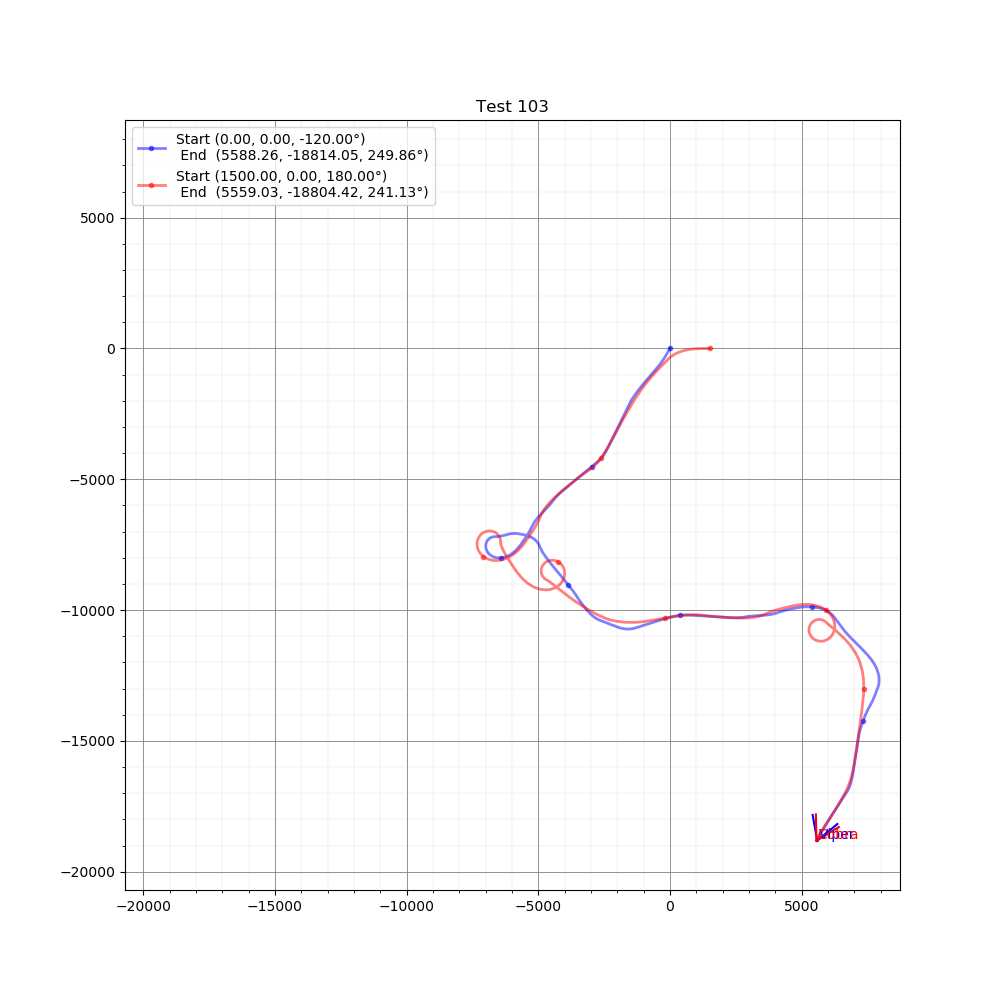 Test 103
Start (0.00, 0.00, -120.00°)
End  (5588.26, -18814.05, 249.86°)
Start (1500.00, 0.00, 180.00°)
End  (5559.03, -18804.42, 241.13°)
5000
0
−5000
−10000
−15000
−20000
−20000 −15000 −10000 −5000 0 5000